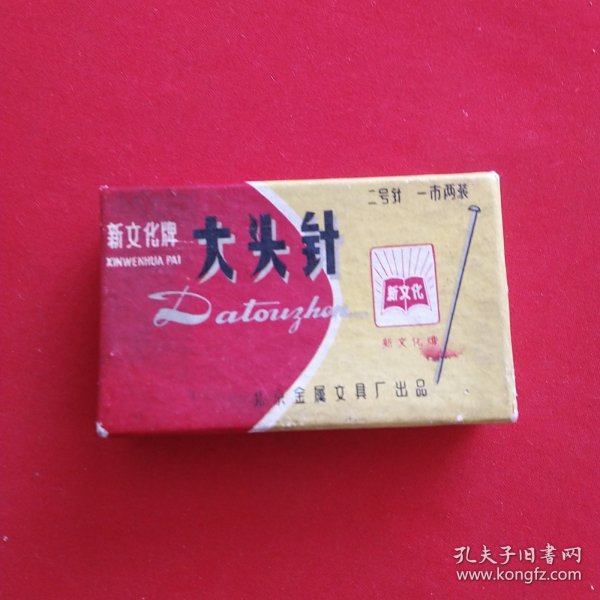 二号针 一市两装
新文化牌
XINWENHUA PAI
大头针
Datouzhen
新文化
新文化牌
北京金属文具厂出品
孔夫子旧书网
www.kongfz.com